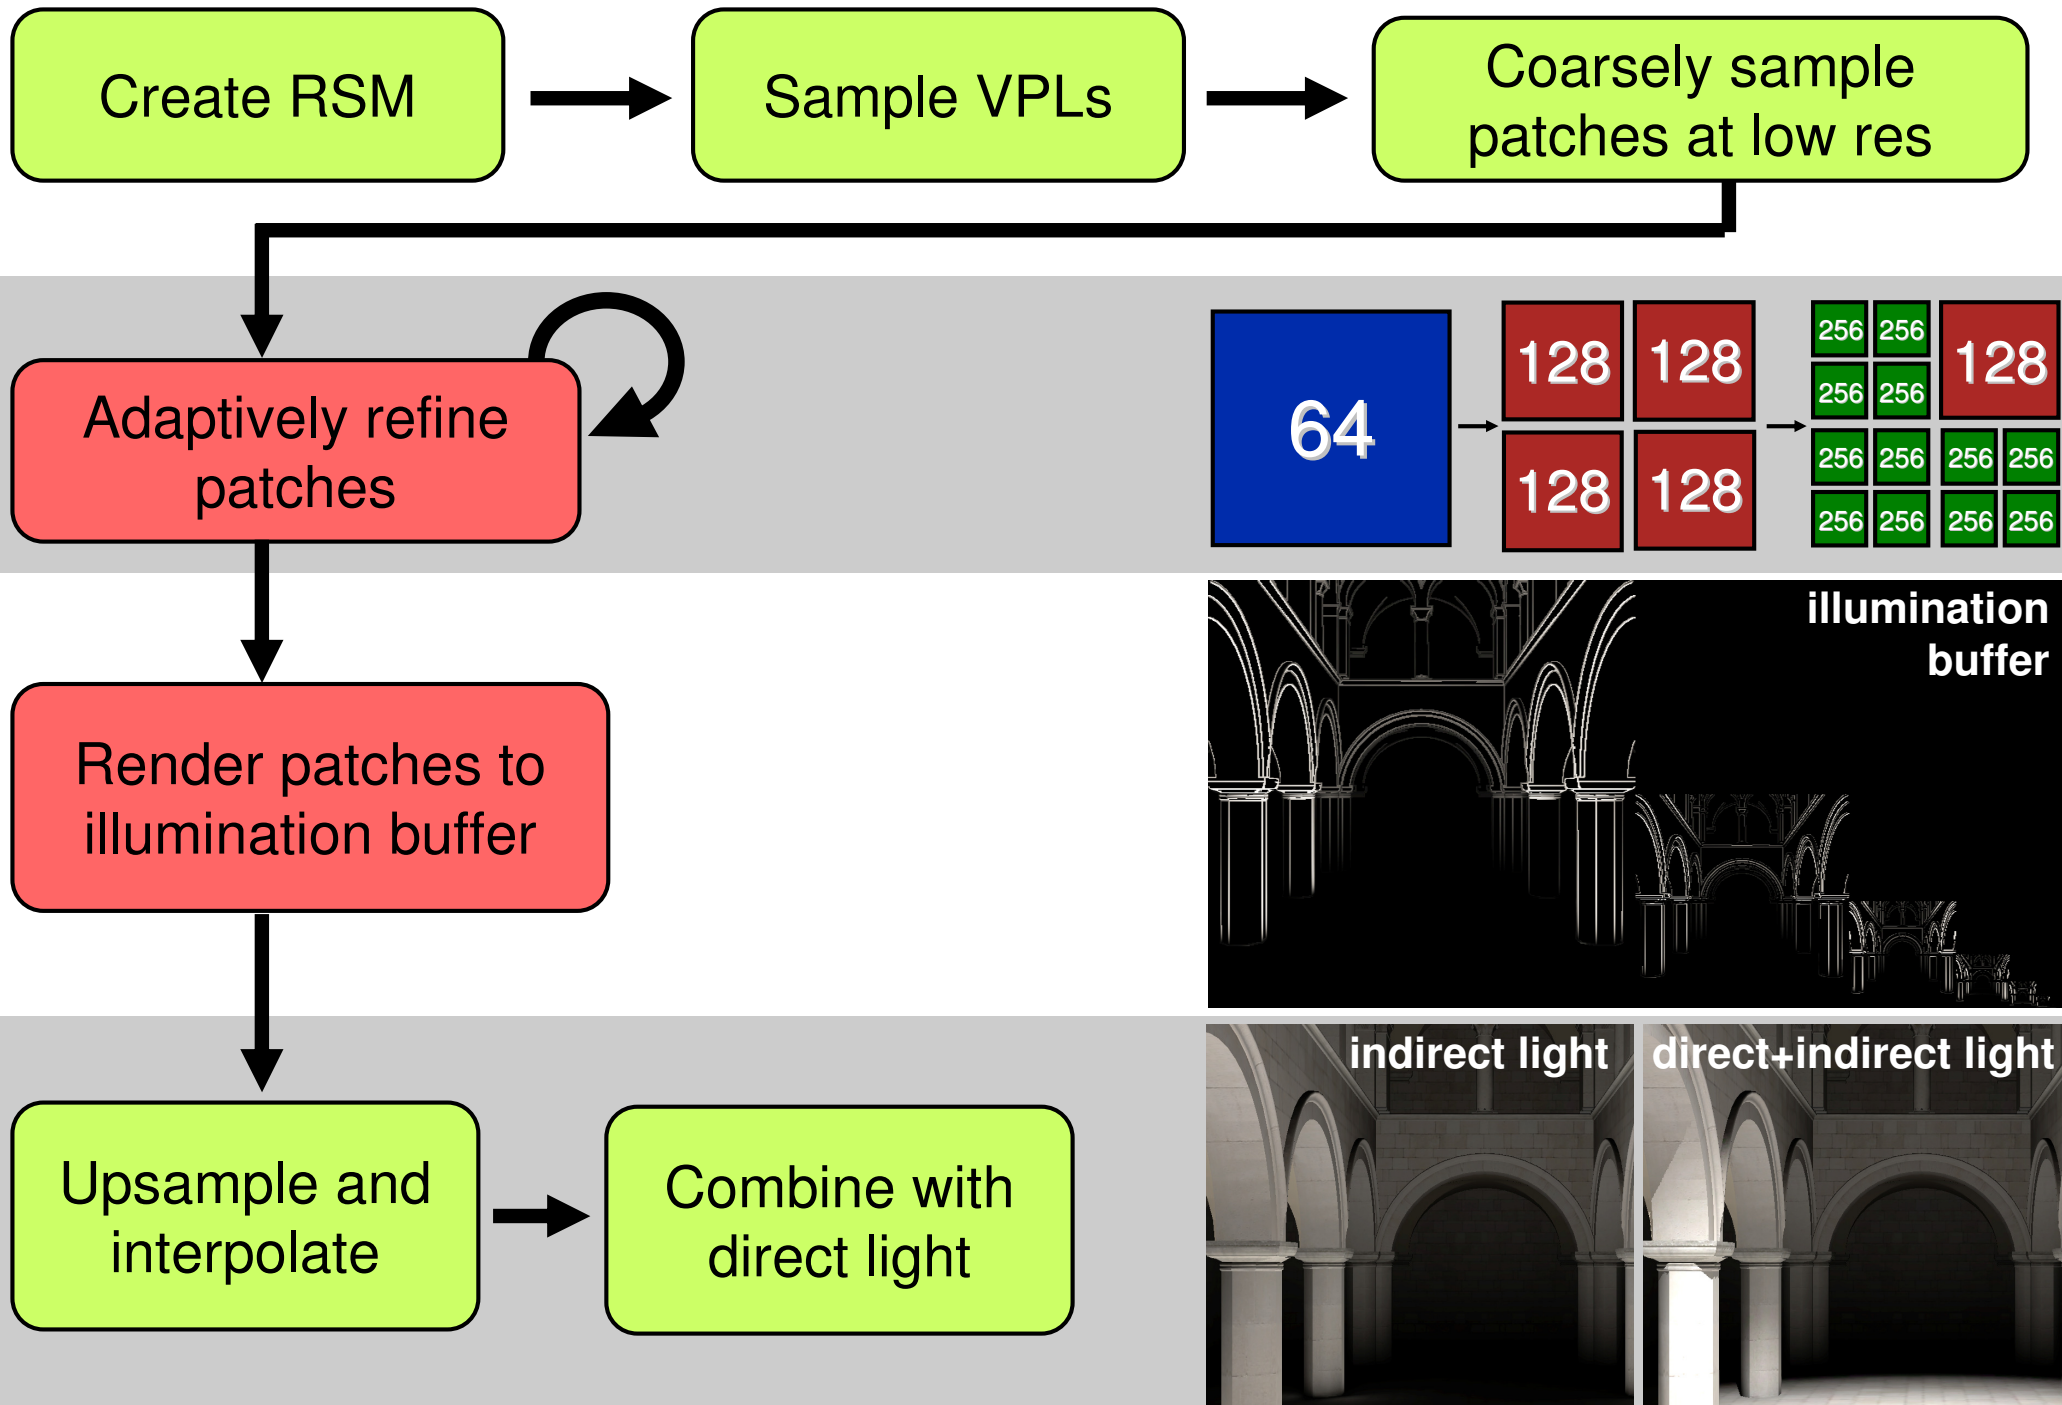 Create RSM
Sample VPLs
Coarsely sample
patches at low res
Adaptively refine
patches
64
128 128
128 128
256 256 128
256 256
256 256 256 256
256 256 256 256
Render patches to
illumination buffer
illumination
buffer
Upsample and
interpolate
Combine with
direct light
indirect light
direct+indirect light